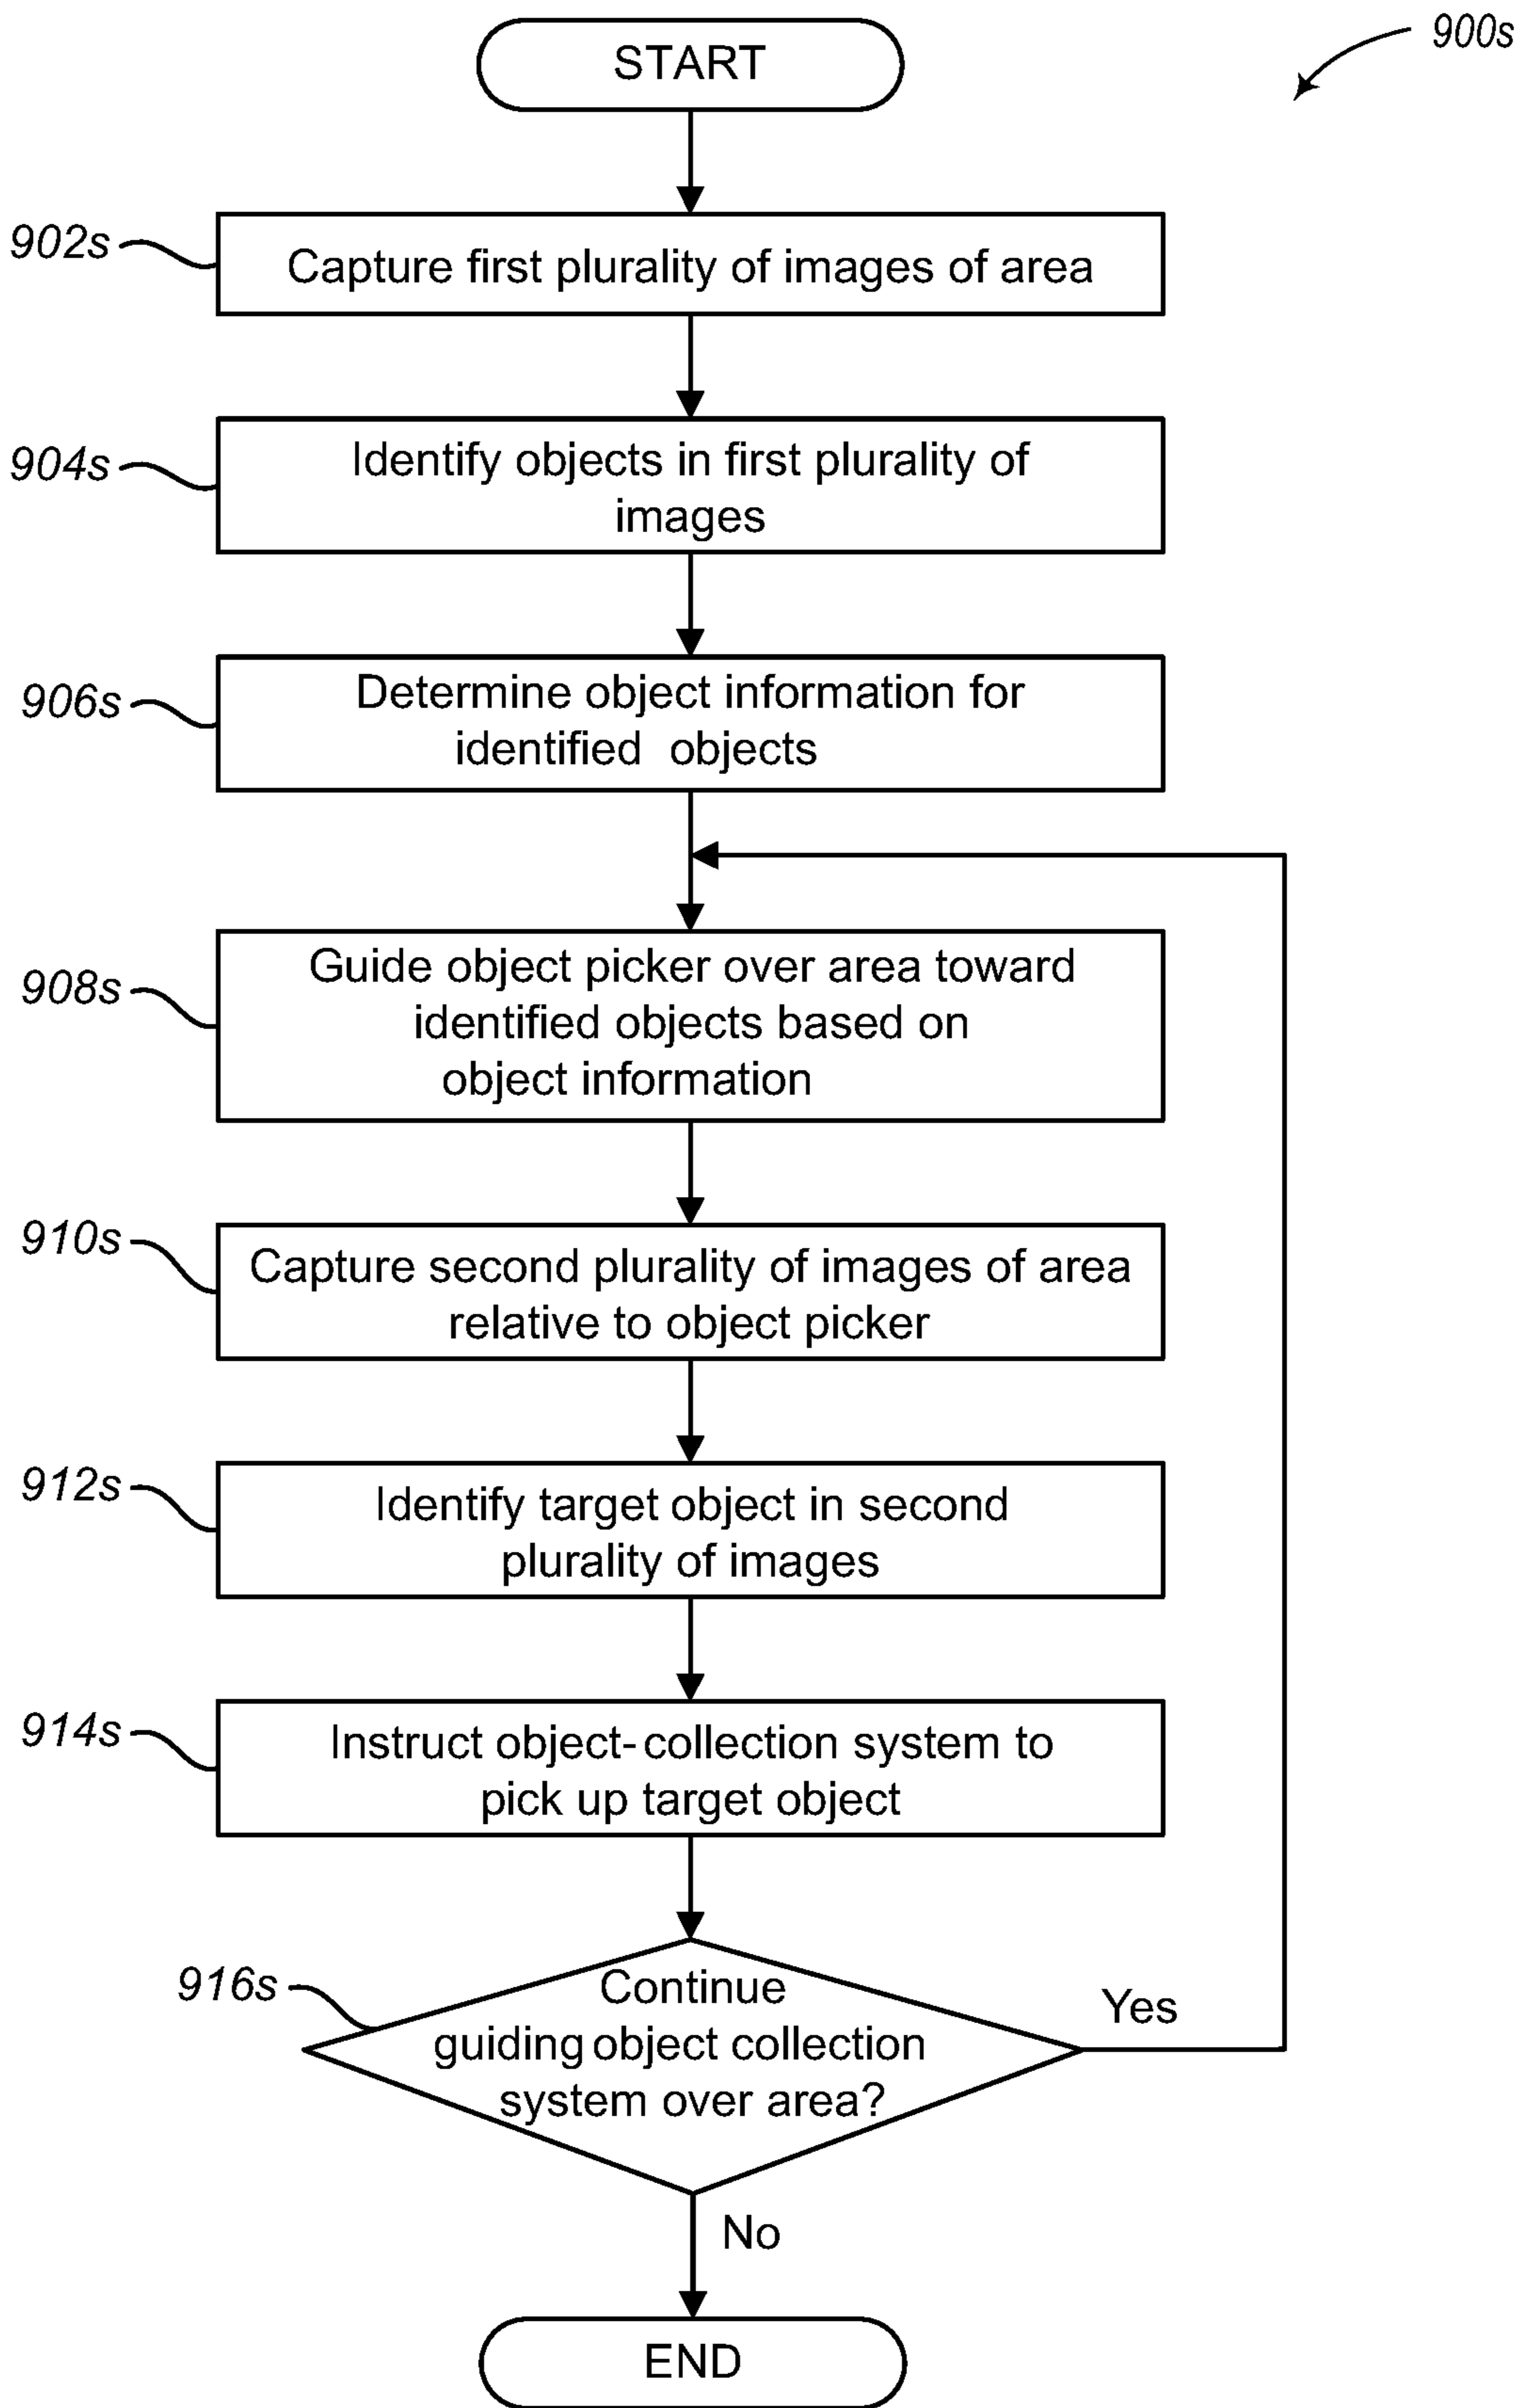 900s
START
902s
Capture first plurality of images of area
904s
Identify objects in first plurality of
images
906s
Determine object information for
identified objects
908s
Guide object picker over area toward
identified objects based on
object information
910s
Capture second plurality of images of area
relative to object picker
912s
Identify target object in second
plurality of images
914s
Instruct object-collection system to
pick up target object
916s
Continue
guiding object collection
system over area?
Yes
No
END